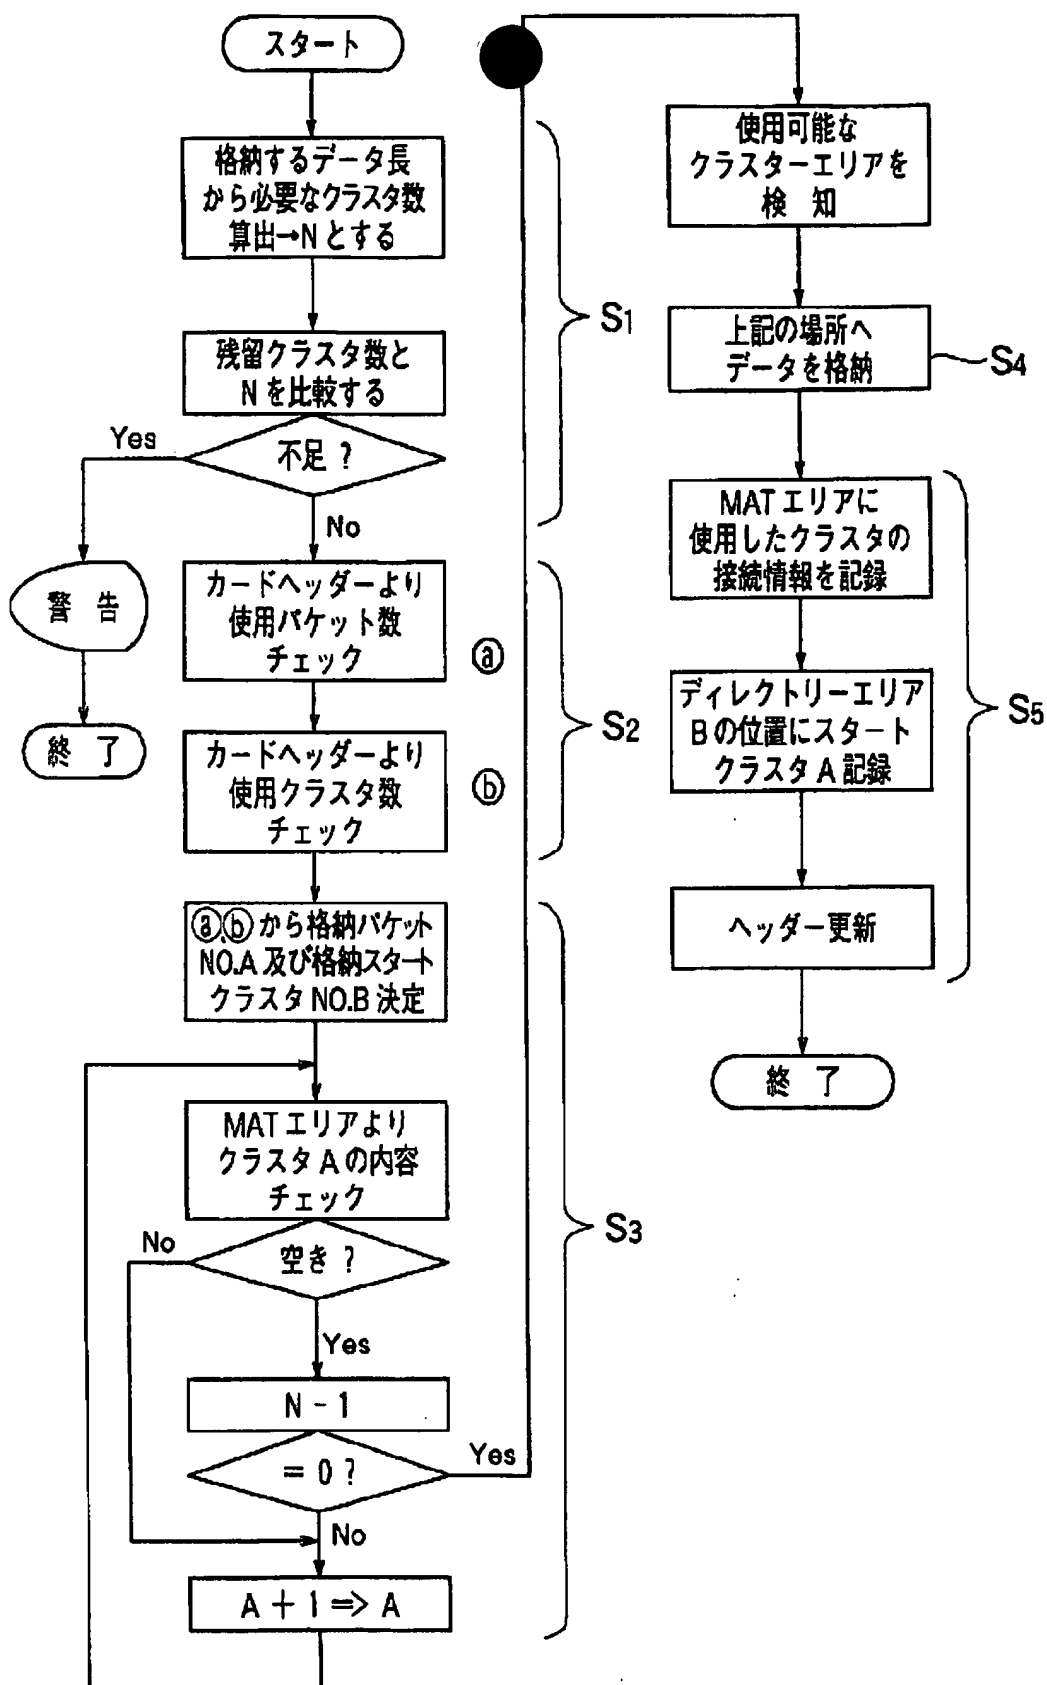 スタート
格納するデータ長
から必要なクラスタ数
算出→Nとする
残留クラスタ数と
Nを比較する
不足?
Yes
No
警 告
終 了
カードヘッダーより
使用パケット数
チェック
ⓐ
カードヘッダーより
使用クラスタ数
チェック
ⓑ
ⓐ,ⓑから格納パケット
NO.A及び格納スタート
クラスタNO.B決定
MATエリアより
クラスタAの内容
チェック
空き?
No
Yes
N-1
=0?
Yes
No
A+1⇒A
S1
S2
S3
使用可能な
クラスターエリアを
検 知
上記の場所へ
データを格納
S4
MATエリアに
使用したクラスタの
接続情報を記録
ディレクトリーエリア
Bの位置にスタート
クラスタA記録
S5
ヘッダー更新
終 了